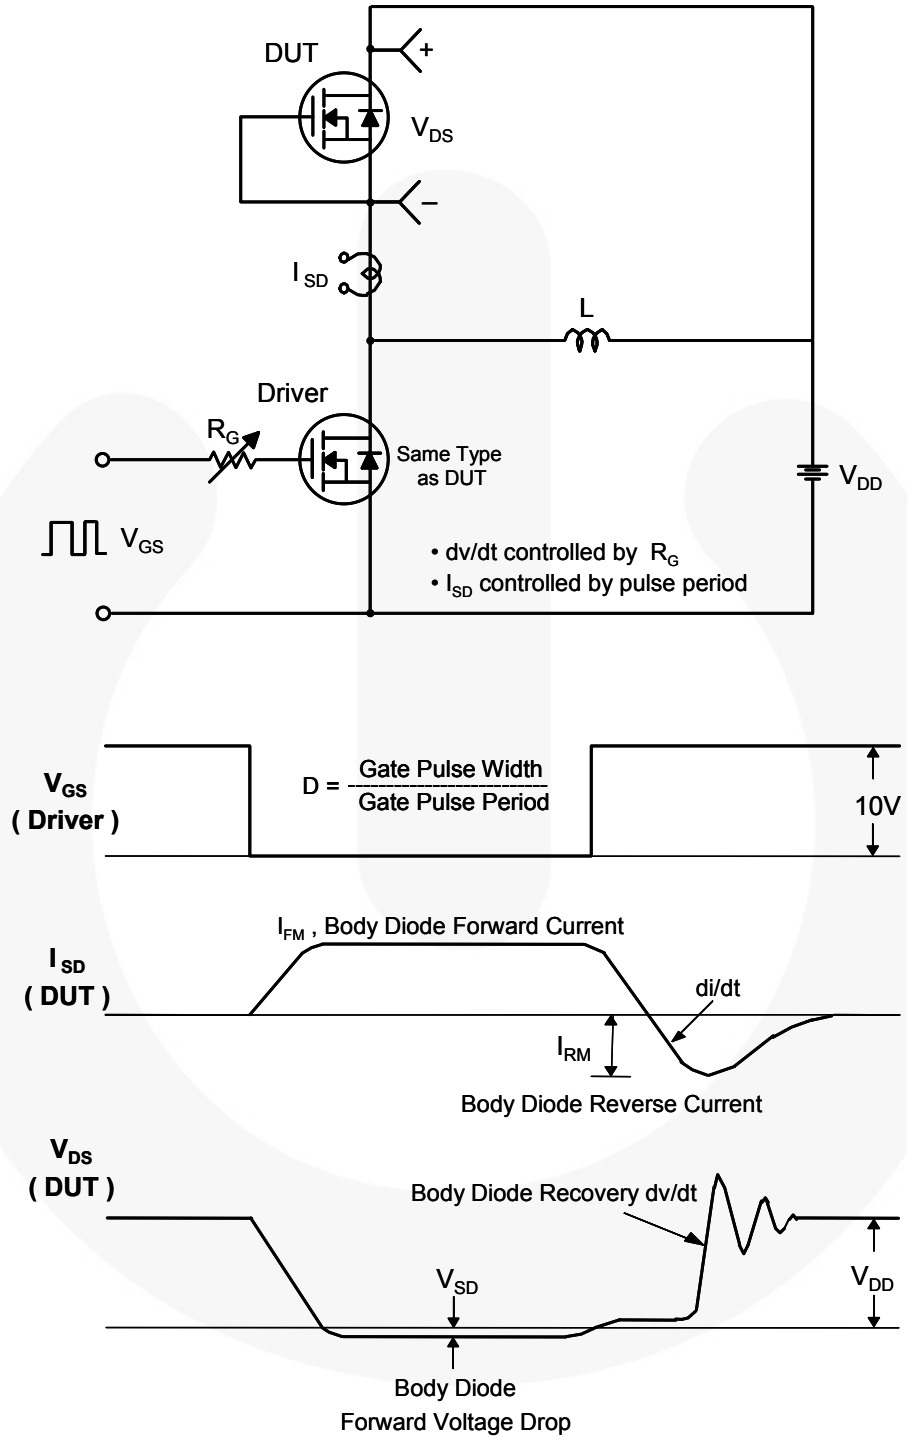 DUT
+
V_DS
–
I_SD
L
Driver
R_G
Same Type
as DUT
V_DD
V_GS
• dv/dt controlled by R_G
• I_SD controlled by pulse period
V_GS
( Driver )
D = Gate Pulse Width
Gate Pulse Period
10V
I_FM , Body Diode Forward Current
I_SD
( DUT )
di/dt
I_RM
Body Diode Reverse Current
V_DS
( DUT )
Body Diode Recovery dv/dt
V_SD
V_DD
Body Diode
Forward Voltage Drop